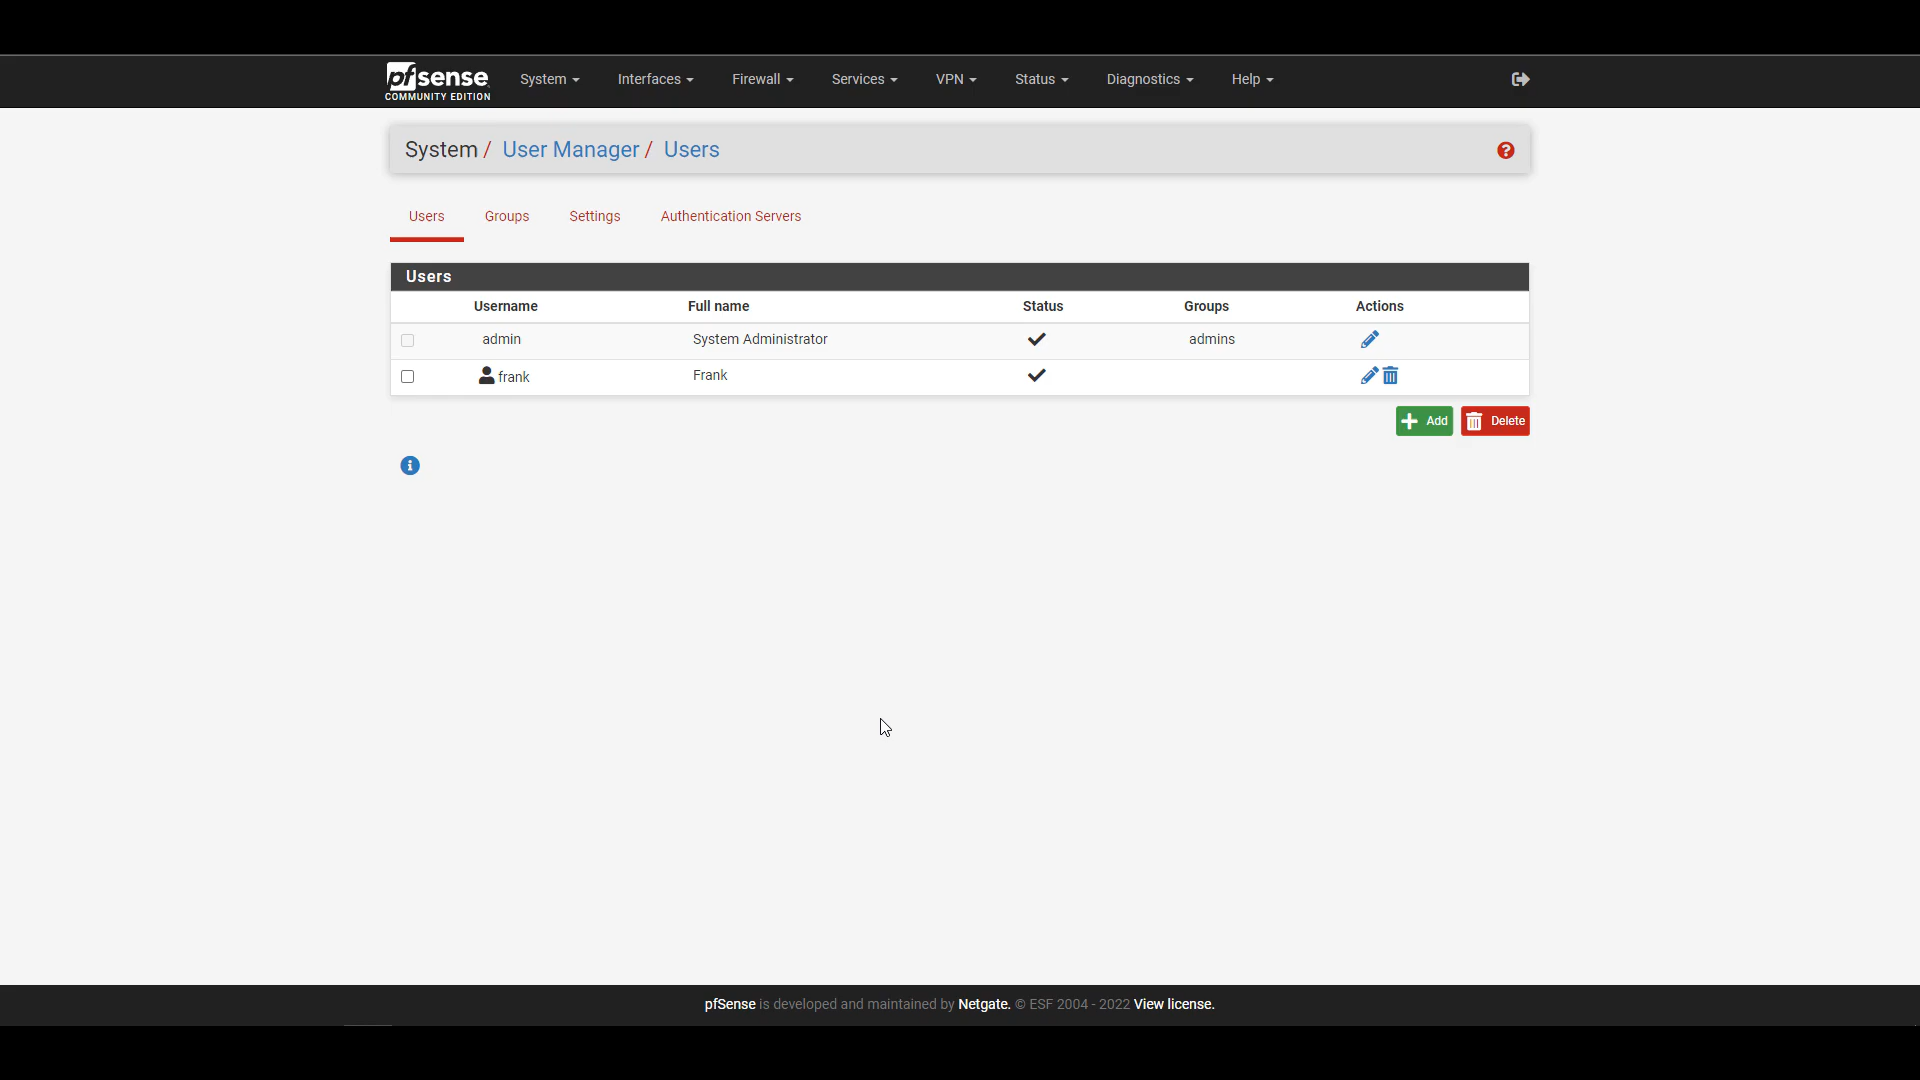 pfsense
COMMUNITY EDITION
System Interfaces Firewall Services VPN Status Diagnostics Help
System / User Manager / Users
Users Groups Settings Authentication Servers
Users
Username Full name Status Groups Actions
admin System Administrator admins
frank Frank
Add Delete
pfSense is developed and maintained by Netgate. © ESF 2004 - 2022 View license.